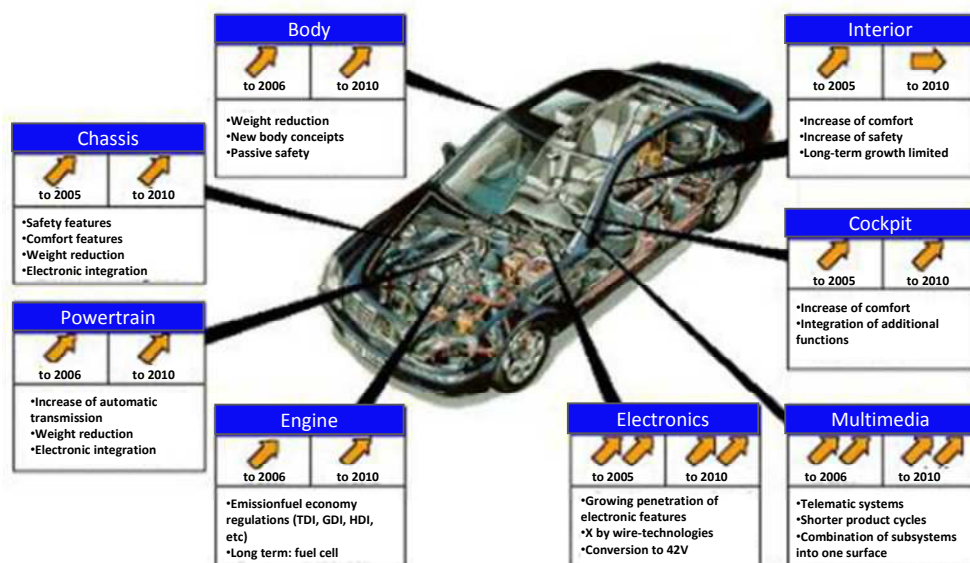 Body
to 2006
to 2010
•Weight reduction
•New body conceipts
•Passive safety
Interior
to 2005
to 2010
•Increase of comfort
•Increase of safety
•Long-term growth limited
Chassis
to 2005
to 2010
•Safety features
•Comfort features
•Weight reduction
•Electronic integration
Cockpit
to 2005
to 2010
•Increase of comfort
•Integration of additional
functions
Powertrain
to 2006
to 2010
•Increase of automatic
transmission
•Weight reduction
•Electronic integration
Engine
to 2006
to 2010
•Emissionfuel economy
regulations (TDI, GDI, HDI,
etc)
•Long term: fuel cell
Electronics
to 2005
to 2010
•Growing penetration of
electronic features
•X by wire-technologies
•Conversion to 42V
Multimedia
to 2006
to 2010
•Telematic systems
•Shorter product cycles
•Combination of subsystems
into one surface